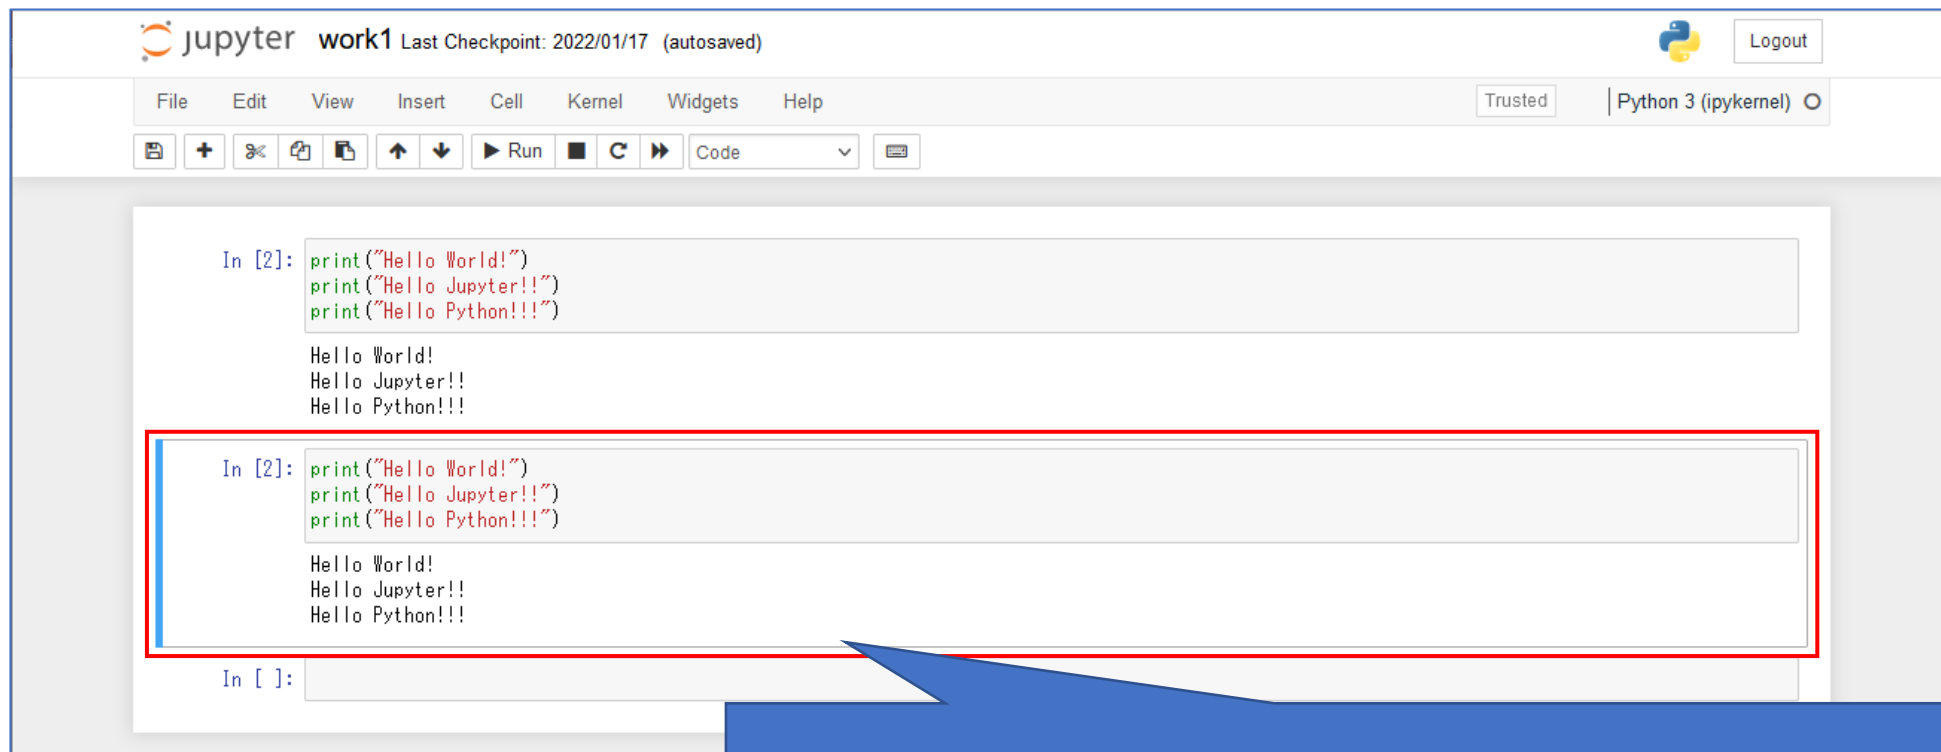 jupyter work1 Last Checkpoint: 2022/01/17 (autosaved) Logout
File Edit View Insert Cell Kernel Widgets Help Trusted Python 3 (ipykernel)
Run Code
In [2]: print("Hello World!")
print("Hello Jupyter!!")
print("Hello Python!!!")
Hello World!
Hello Jupyter!!
Hello Python!!!
In [2]: print("Hello World!")
print("Hello Jupyter!!")
print("Hello Python!!!")
Hello World!
Hello Jupyter!!
Hello Python!!!
In [ ]: